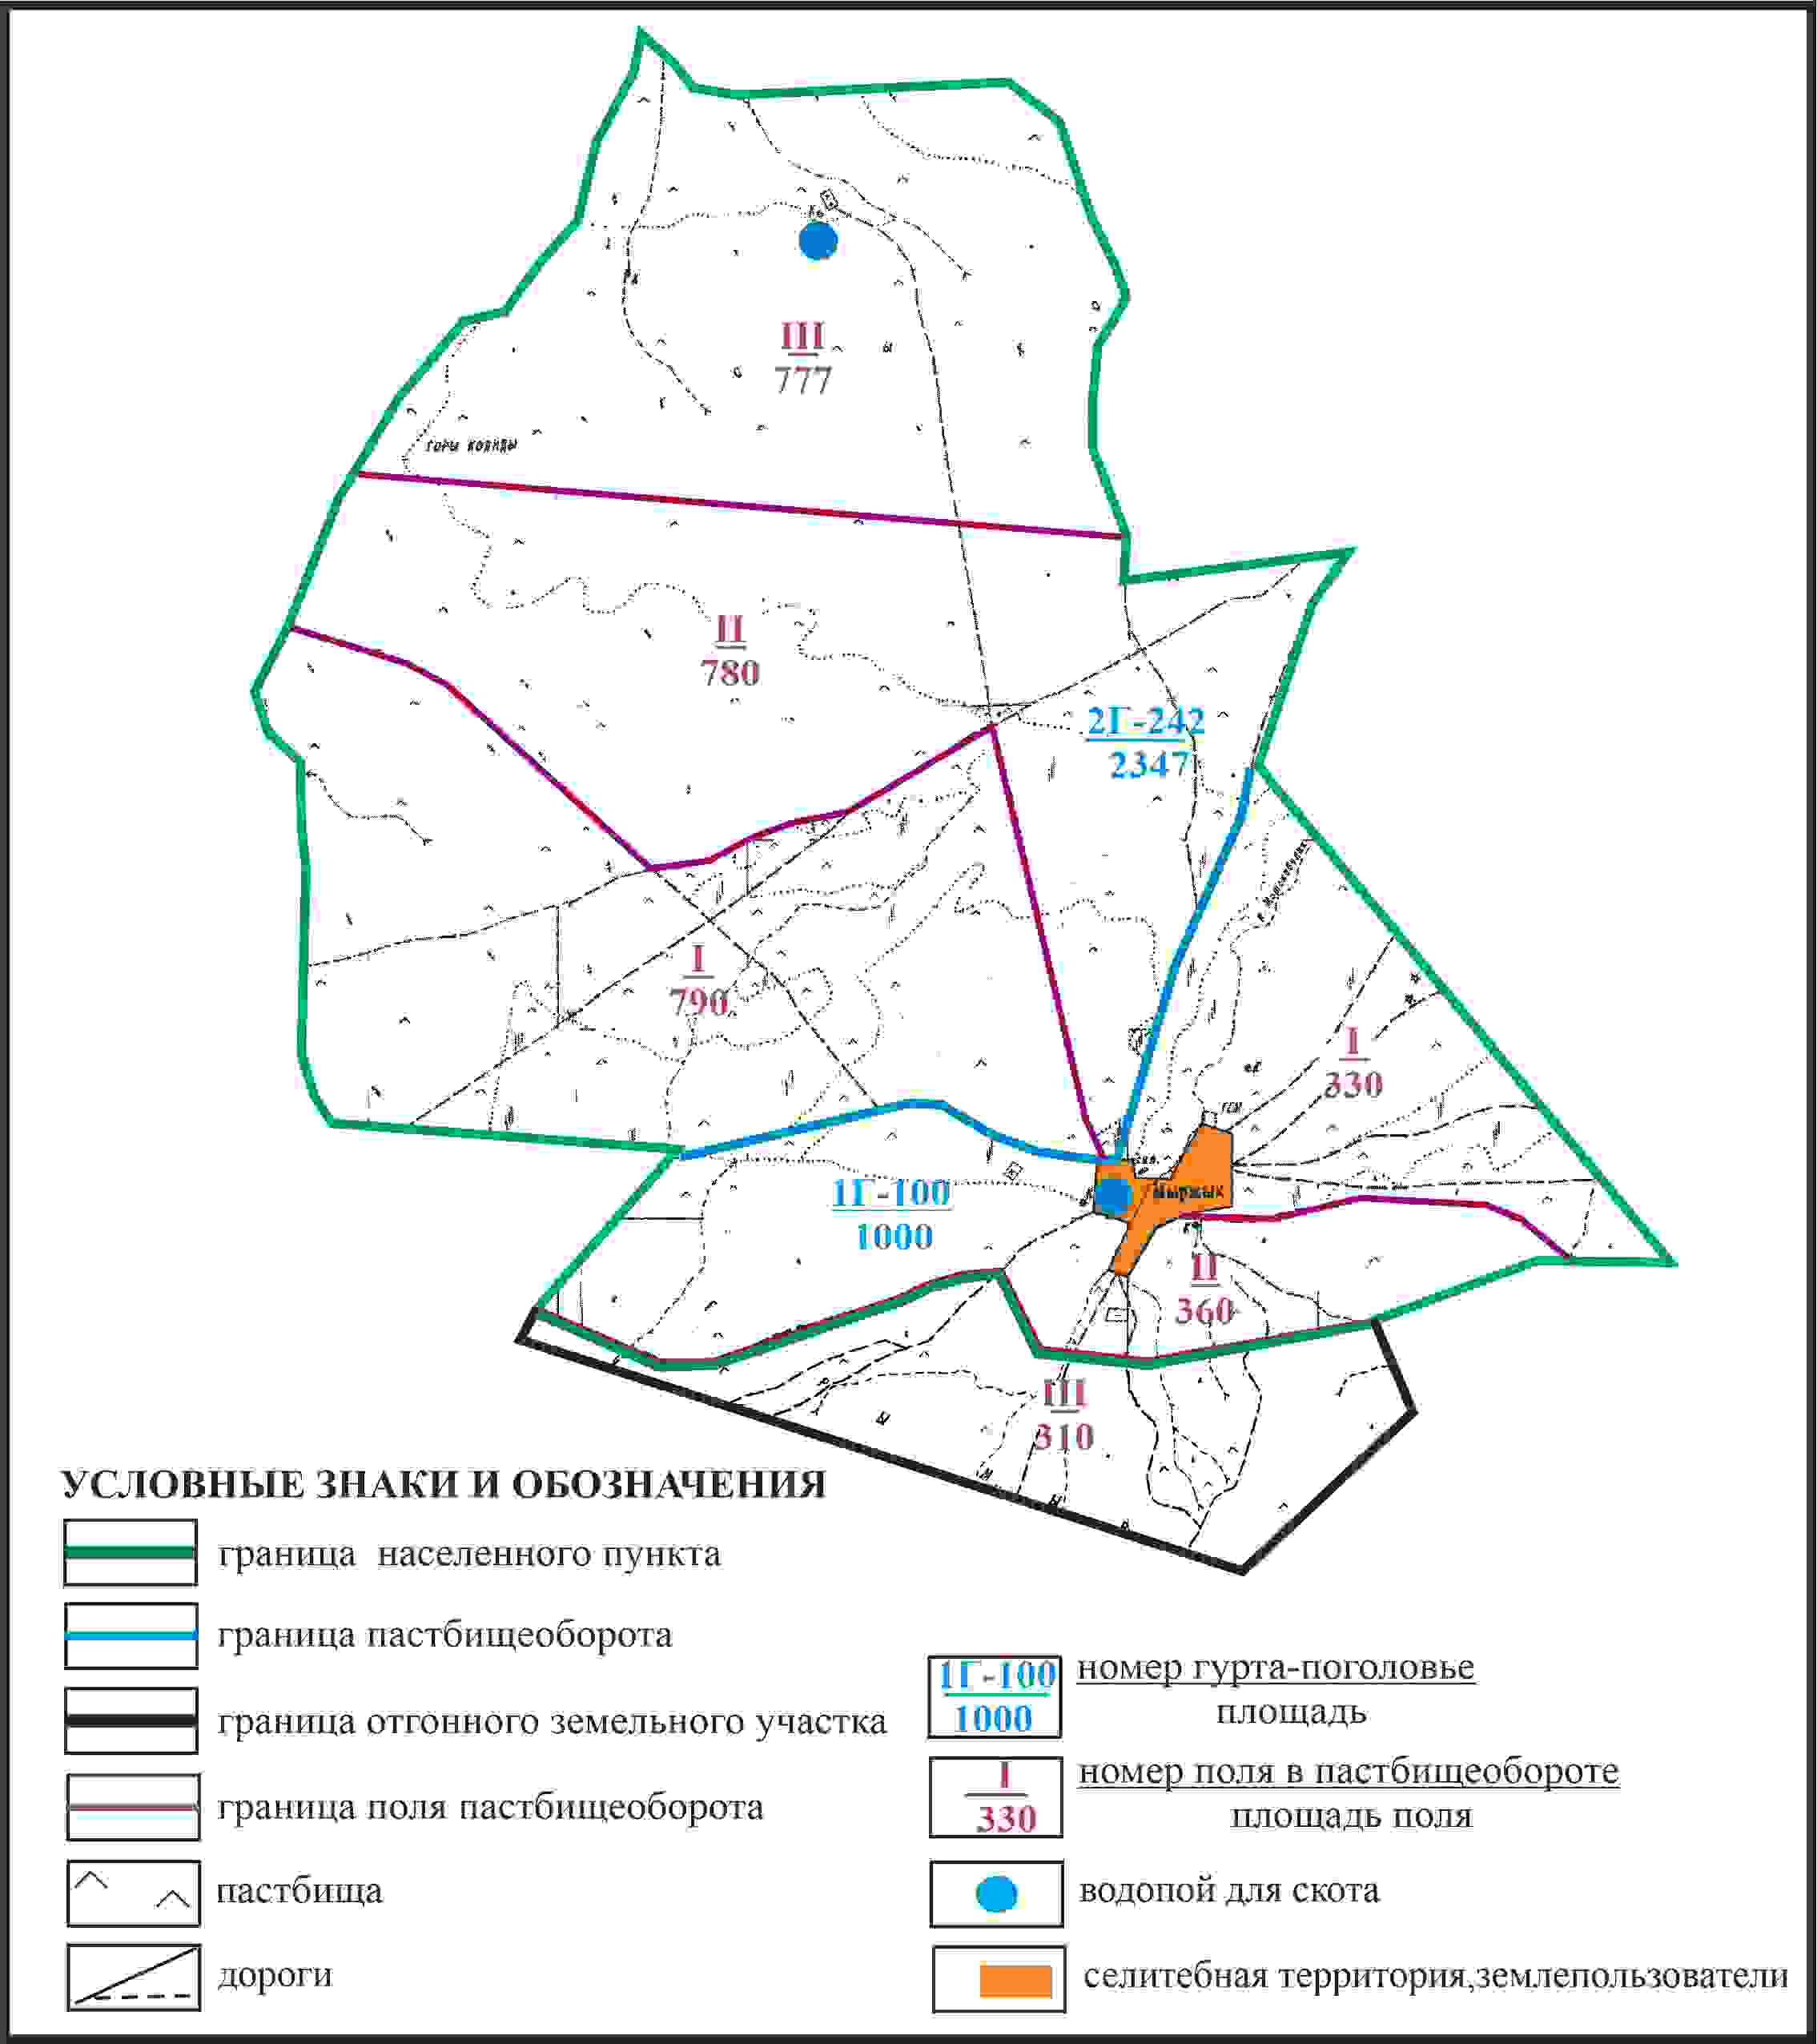 III
777
ГОРЫ КОЯНДЫ
II
780
2Г-242
2347
I
790
I
330
1Г-100
1000
Мыржык
II
360
III
310
УСЛОВНЫЕ ЗНАКИ И ОБОЗНАЧЕНИЯ
граница населенного пункта
граница пастбищеоборота
граница отгонного земельного участка
граница поля пастбищеоборота
пастбища
дороги
1Г-100
1000
номер гурта-поголовье
площадь
I
330
номер поля в пастбищеобороте
площадь поля
водопой для скота
селитебная территория,землепользователи